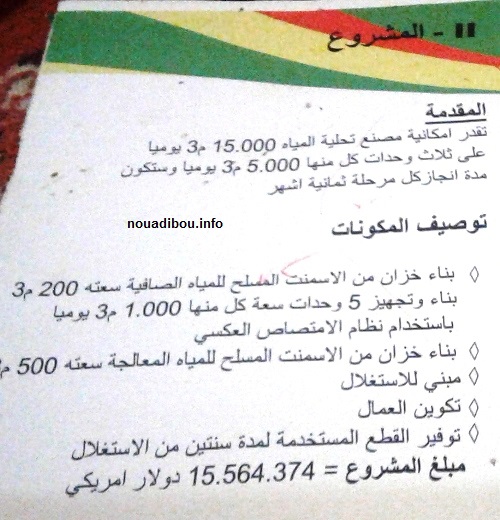 II - المشروع
المقدمة
تقدر امكانية مصنع تحلية المياه 15.000 م3 يوميا
على ثلاث وحدات كل منها 5.000 م3 يوميا وستكون
مدة انجازكل مرحلة ثمانية اشهر
nouadibou.info
توصيف المكونات
◊ بناء خزان من الاسمنت المسلح للمياه الصافية سعته 200 م3
بناء وتجهيز 5 وحدات سعة كل منها 1.000 م3 يوميا
باستخدام نظام الامتصاص العكسي
◊ بناء خزان من الاسمنت المسلح للمياه المعالجة سعته 500 م3
◊ مبني للاستغلال
◊ تكوين العمال
◊ توفير القطع المستخدمة لمدة سنتين من الاستغلال
مبلغ المشروع = 15.564.374 دولار امريكي